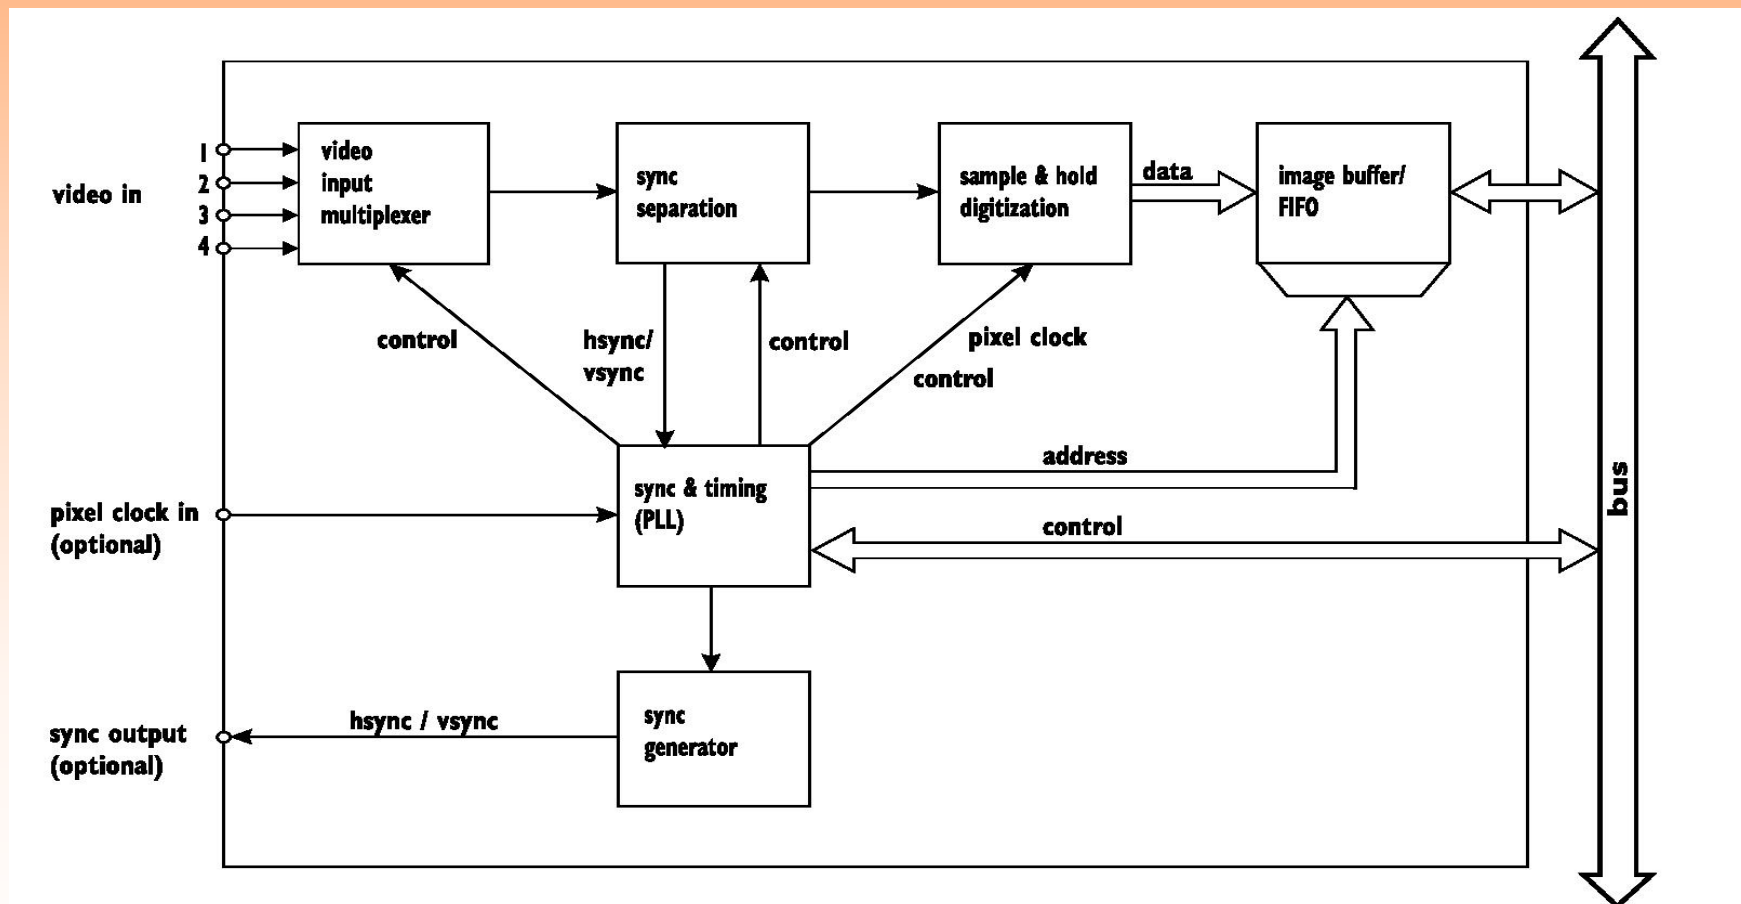 video in
1
2
3
4
video
input
multiplexer
sync
separation
sample & hold
digitization
data
image buffer/
FIFO
control
hsync/
vsync
control
pixel clock
control
address
bus
pixel clock in
(optional)
sync & timing
(PLL)
control
sync output
(optional)
hsync / vsync
sync
generator